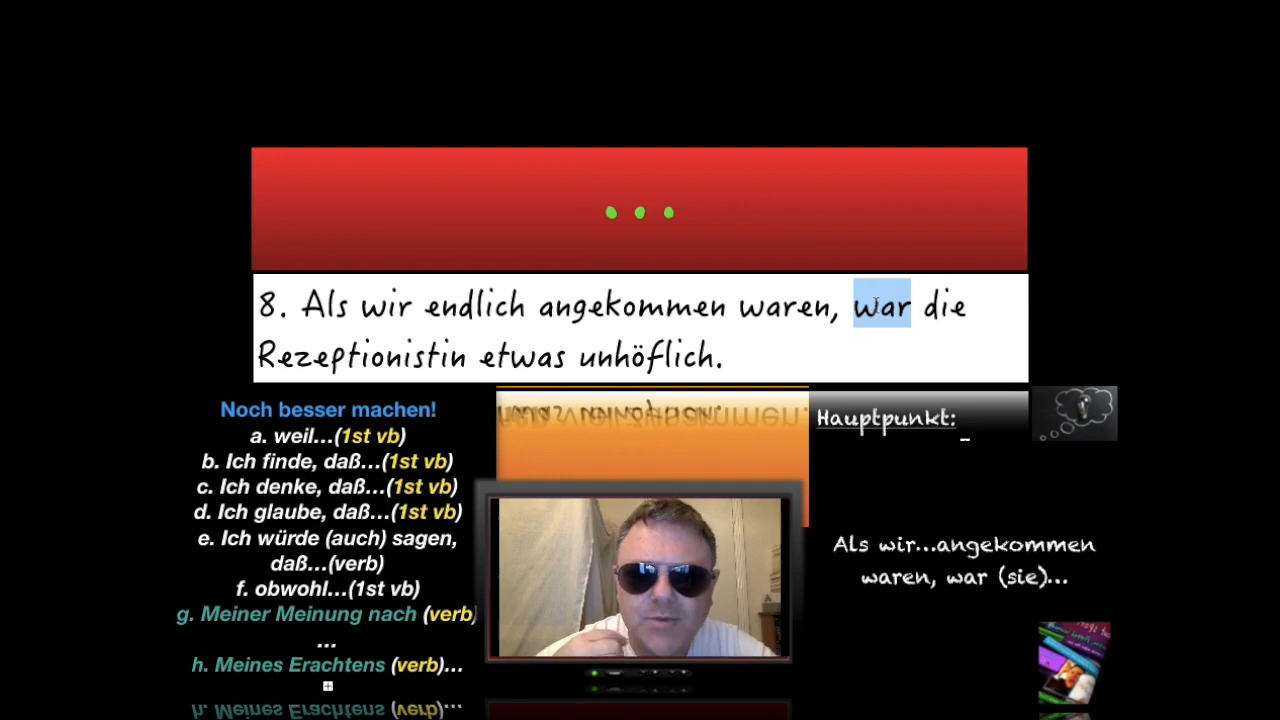 8. Als wir endlich angekommen waren, war die
Rezeptionistin etwas unhöflich.
Noch besser machen!
a. weil...(1st vb)
b. Ich finde, daß...(1st vb)
c. Ich denke, daß...(1st vb)
d. Ich glaube, daß...(1st vb)
e. Ich würde (auch) sagen,
daß...(verb)
f. obwohl...(1st vb)
g. Meiner Meinung nach (verb)
...
h. Meines Erachtens (verb)...
Hauptpunkt:
Als wir...angekommen
waren, war (sie)...